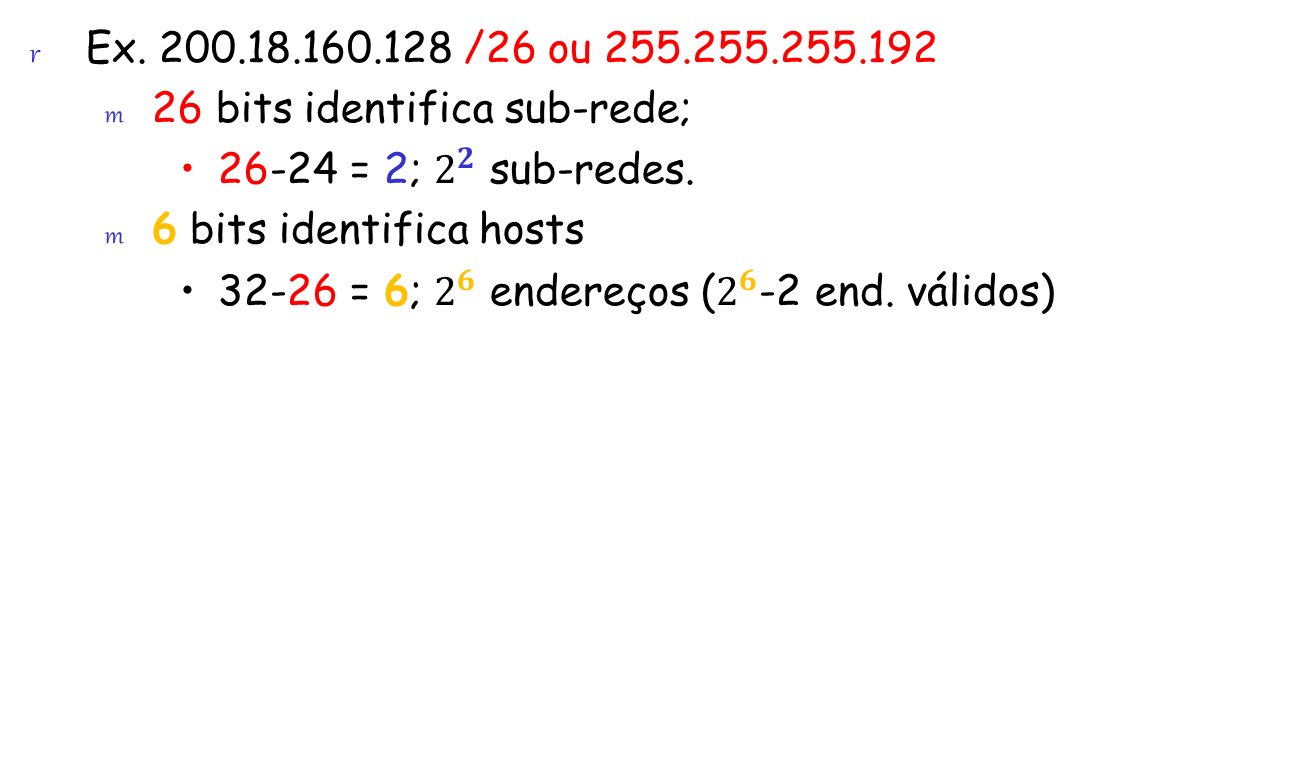 r Ex. 200.18.160.128 /26 ou 255.255.255.192
m 26 bits identifica sub-rede;
• 26-24 = 2; 2² sub-redes.
m 6 bits identifica hosts
• 32-26 = 6; 2⁶ endereços (2⁶-2 end. válidos)